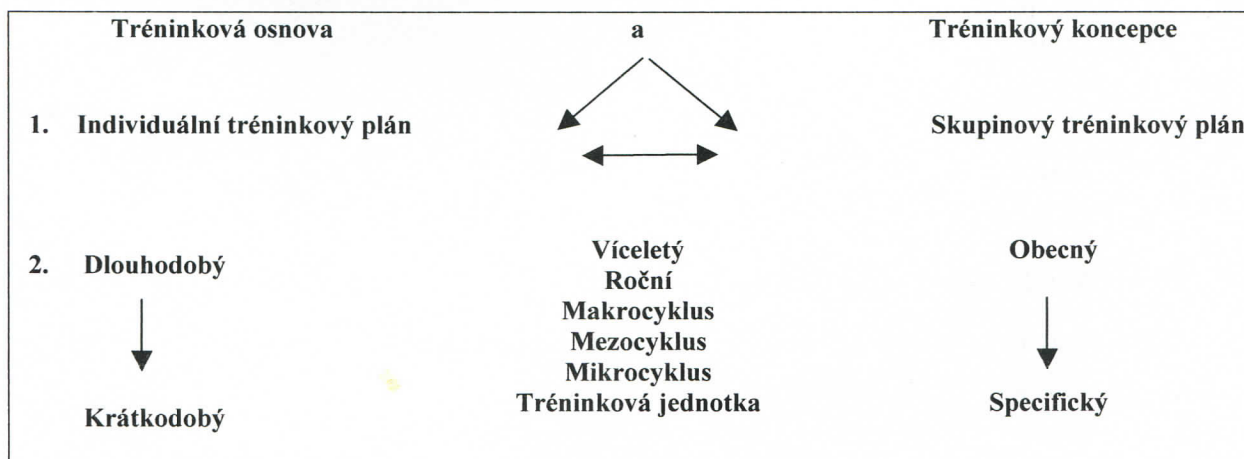 Tréninková osnova a Tréninkový koncepce
1. Individuální tréninkový plán Skupinový tréninkový plán
2. Dlouhodobý Víceletý Obecný
Roční
Makrocyklus
Mezocyklus
Mikrocyklus
Krátkodobý Tréninková jednotka Specifický